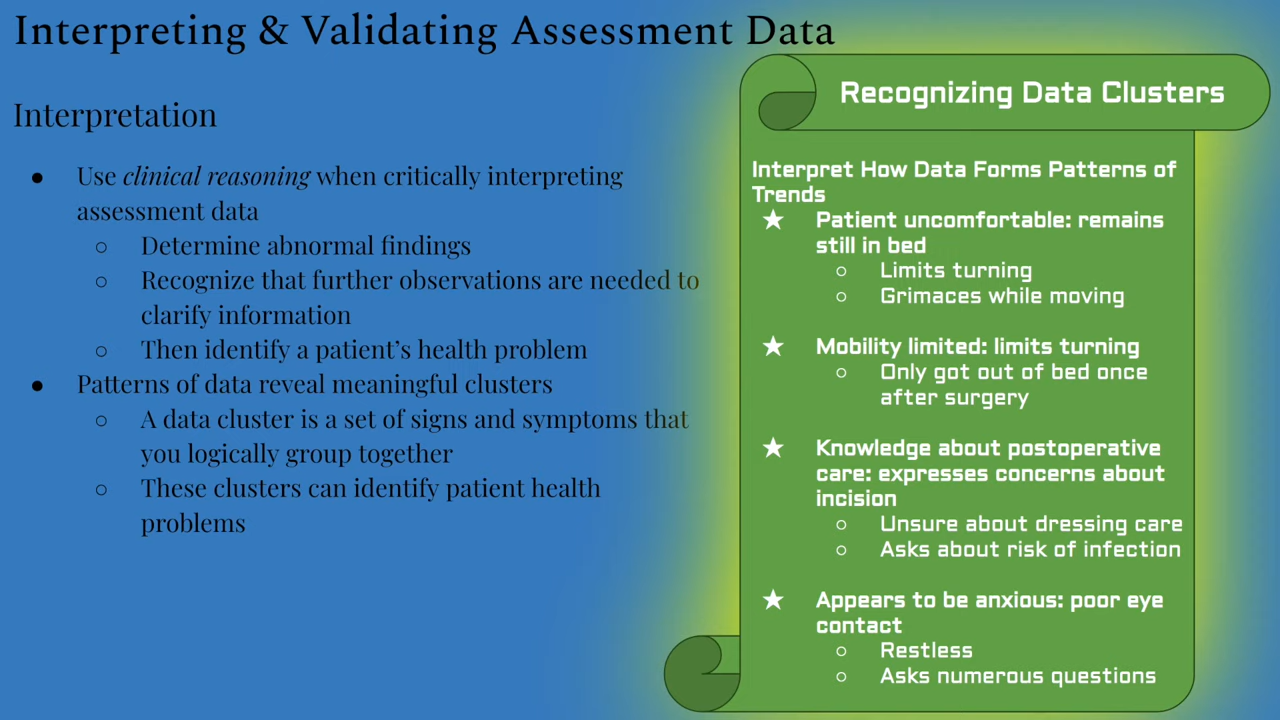 Interpreting & Validating Assessment Data
Interpretation
● Use clinical reasoning when critically interpreting
assessment data
○ Determine abnormal findings
○ Recognize that further observations are needed to
clarify information
○ Then identify a patient’s health problem
● Patterns of data reveal meaningful clusters
○ A data cluster is a set of signs and symptoms that
you logically group together
○ These clusters can identify patient health
problems
Recognizing Data Clusters
Interpret How Data Forms Patterns of
Trends
★ Patient uncomfortable: remains
still in bed
○ Limits turning
○ Grimaces while moving
★ Mobility limited: limits turning
○ Only got out of bed once
after surgery
★ Knowledge about postoperative
care: expresses concerns about
incision
○ Unsure about dressing care
○ Asks about risk of infection
★ Appears to be anxious: poor eye
contact
○ Restless
○ Asks numerous questions